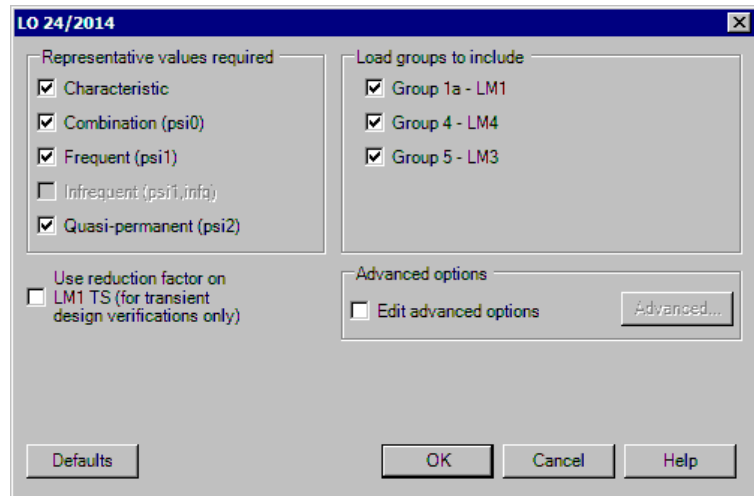 LO 24/2014
Representative values required
Characteristic
Combination (psi0)
Frequent (psi1)
Infrequent (psi1,infq)
Quasi-permanent (psi2)
Load groups to include
Group 1a - LM1
Group 4 - LM4
Group 5 - LM3
Use reduction factor on
LM1 TS (for transient
design verifications only)
Advanced options
Edit advanced options
Advanced...
Defaults
OK
Cancel
Help